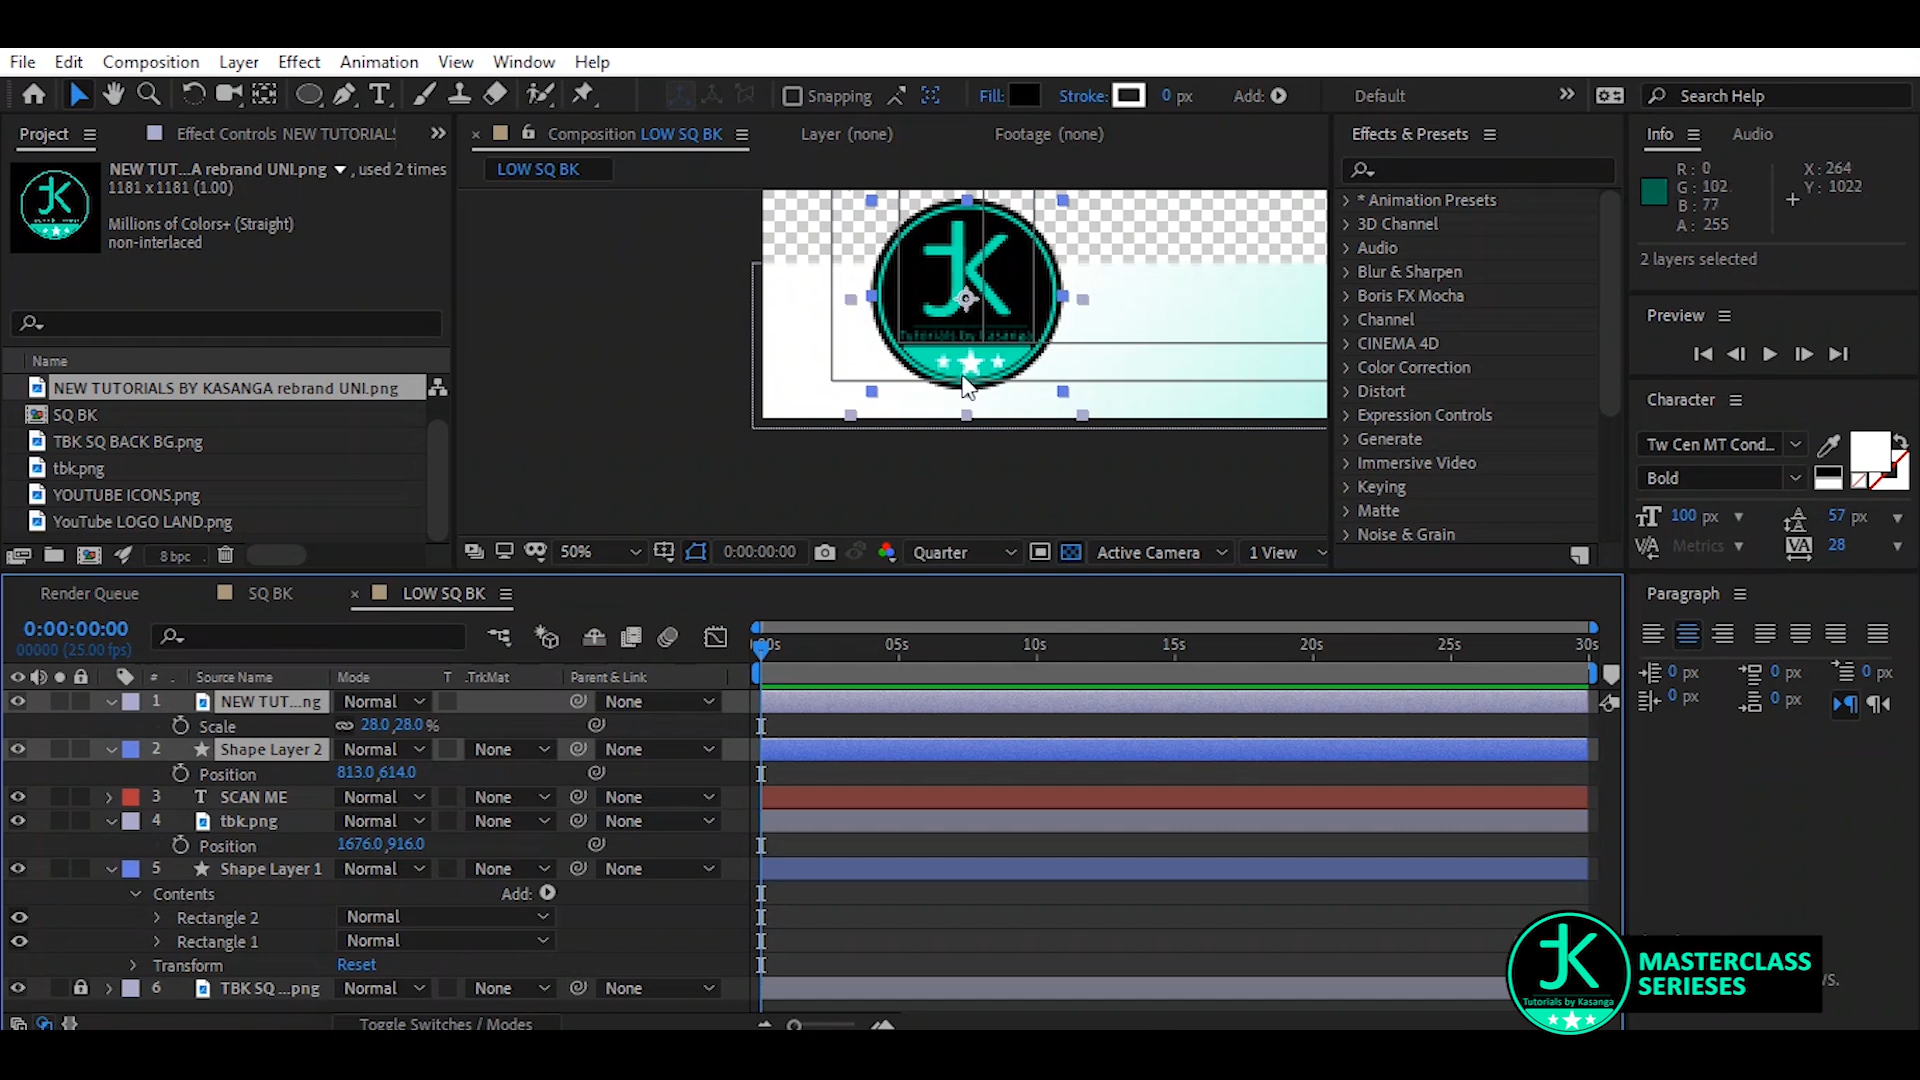 File Edit Composition Layer Effect Animation View Window Help
Snapping Fill: Stroke: 0 px Add: Default Search Help
Project Effect Controls NEW TUTORIALS
NEW TUT...A rebrand UNI.png , used 2 times
1181 x 1181 (1.00)
Millions of Colors+ (Straight)
non-interlaced
Name
NEW TUTORIALS BY KASANGA rebrand UNI.png
SQ BK
TBK SQ BACK BG.png
tbk.png
YOUTUBE ICONS.png
YouTube LOGO LAND.png
8 bpc
Composition LOW SQ BK Layer (none) Footage (none)
LOW SQ BK
JK
Tutorials by Kasanga
50% 0:00:00:00 Quarter Active Camera 1 View
Effects & Presets
* Animation Presets
3D Channel
Audio
Blur & Sharpen
Boris FX Mocha
Channel
CINEMA 4D
Color Correction
Distort
Expression Controls
Generate
Immersive Video
Keying
Matte
Noise & Grain
Info Audio
R: 0 X: 264
G: 102 Y: 1022
B: 77
A: 255
2 layers selected
Preview
Character
Tw Cen MT Cond...
Bold
100 px 57 px
Metrics 28
Paragraph
0 px 0 px 0 px
0 px 0 px
Render Queue SQ BK LOW SQ BK
0:00:00:00
00000 (25.00 fps)
00s 05s 10s 15s 20s 25s 30s
# . Source Name Mode T .TrkMat Parent & Link
1 NEW TUT....ng Normal None
Scale 28.0,28.0 %
2 Shape Layer 2 Normal None None
Position 813.0,614.0
3 T SCAN ME Normal None None
4 tbk.png Normal None None
Position 1676.0,916.0
5 Shape Layer 1 Normal None None
Contents Add:
Rectangle 2 Normal
Rectangle 1 Normal
Transform Reset
6 TBK SQ ...png Normal None None
Toggle Switches / Modes
JK
Tutorials by Kasanga
MASTERCLASS
SERIESES